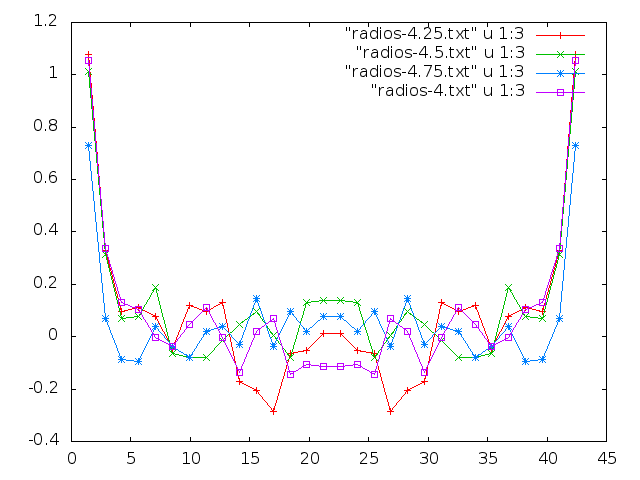 1.2
"radios-4.25.txt" u 1:3
"radios-4.5.txt" u 1:3
"radios-4.75.txt" u 1:3
"radios-4.txt" u 1:3
1
0.8
0.6
0.4
0.2
0
-0.2
-0.4
0 5 10 15 20 25 30 35 40 45